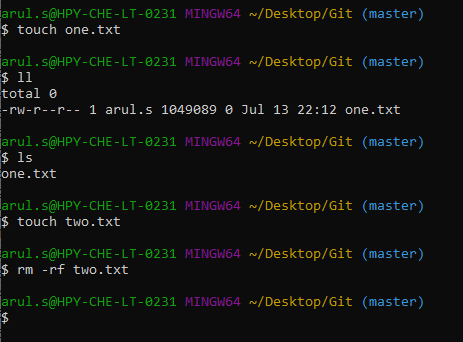 arul.s@HPY-CHE-LT-0231 MINGW64 ~/Desktop/Git (master)
$ touch one.txt
arul.s@HPY-CHE-LT-0231 MINGW64 ~/Desktop/Git (master)
$ ll
total 0
-rw-r--r-- 1 arul.s 1049089 0 Jul 13 22:12 one.txt
arul.s@HPY-CHE-LT-0231 MINGW64 ~/Desktop/Git (master)
$ ls
one.txt
arul.s@HPY-CHE-LT-0231 MINGW64 ~/Desktop/Git (master)
$ touch two.txt
arul.s@HPY-CHE-LT-0231 MINGW64 ~/Desktop/Git (master)
$ rm -rf two.txt
arul.s@HPY-CHE-LT-0231 MINGW64 ~/Desktop/Git (master)
$